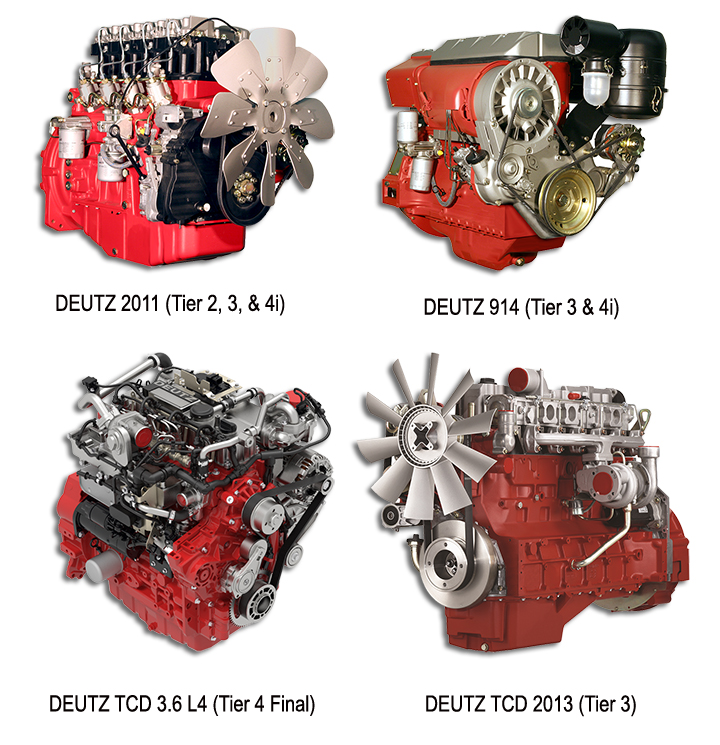 DEUTZ 2011 (Tier 2, 3, & 4i)
DEUTZ 914 (Tier 3 & 4i)
DEUTZ TCD 3.6 L4 (Tier 4 Final)
DEUTZ TCD 2013 (Tier 3)